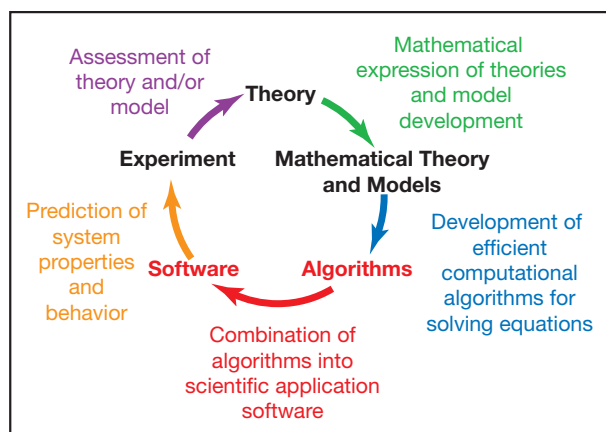 Assessment of
theory and/or
model
Mathematical
expression of theories
and model
development
Theory
Experiment
Mathematical Theory
and Models
Prediction of
system
properties
and
behavior
Software
Algorithms
Development of
efficient
computational
algorithms for
solving equations
Combination of
algorithms into
scientific application
software